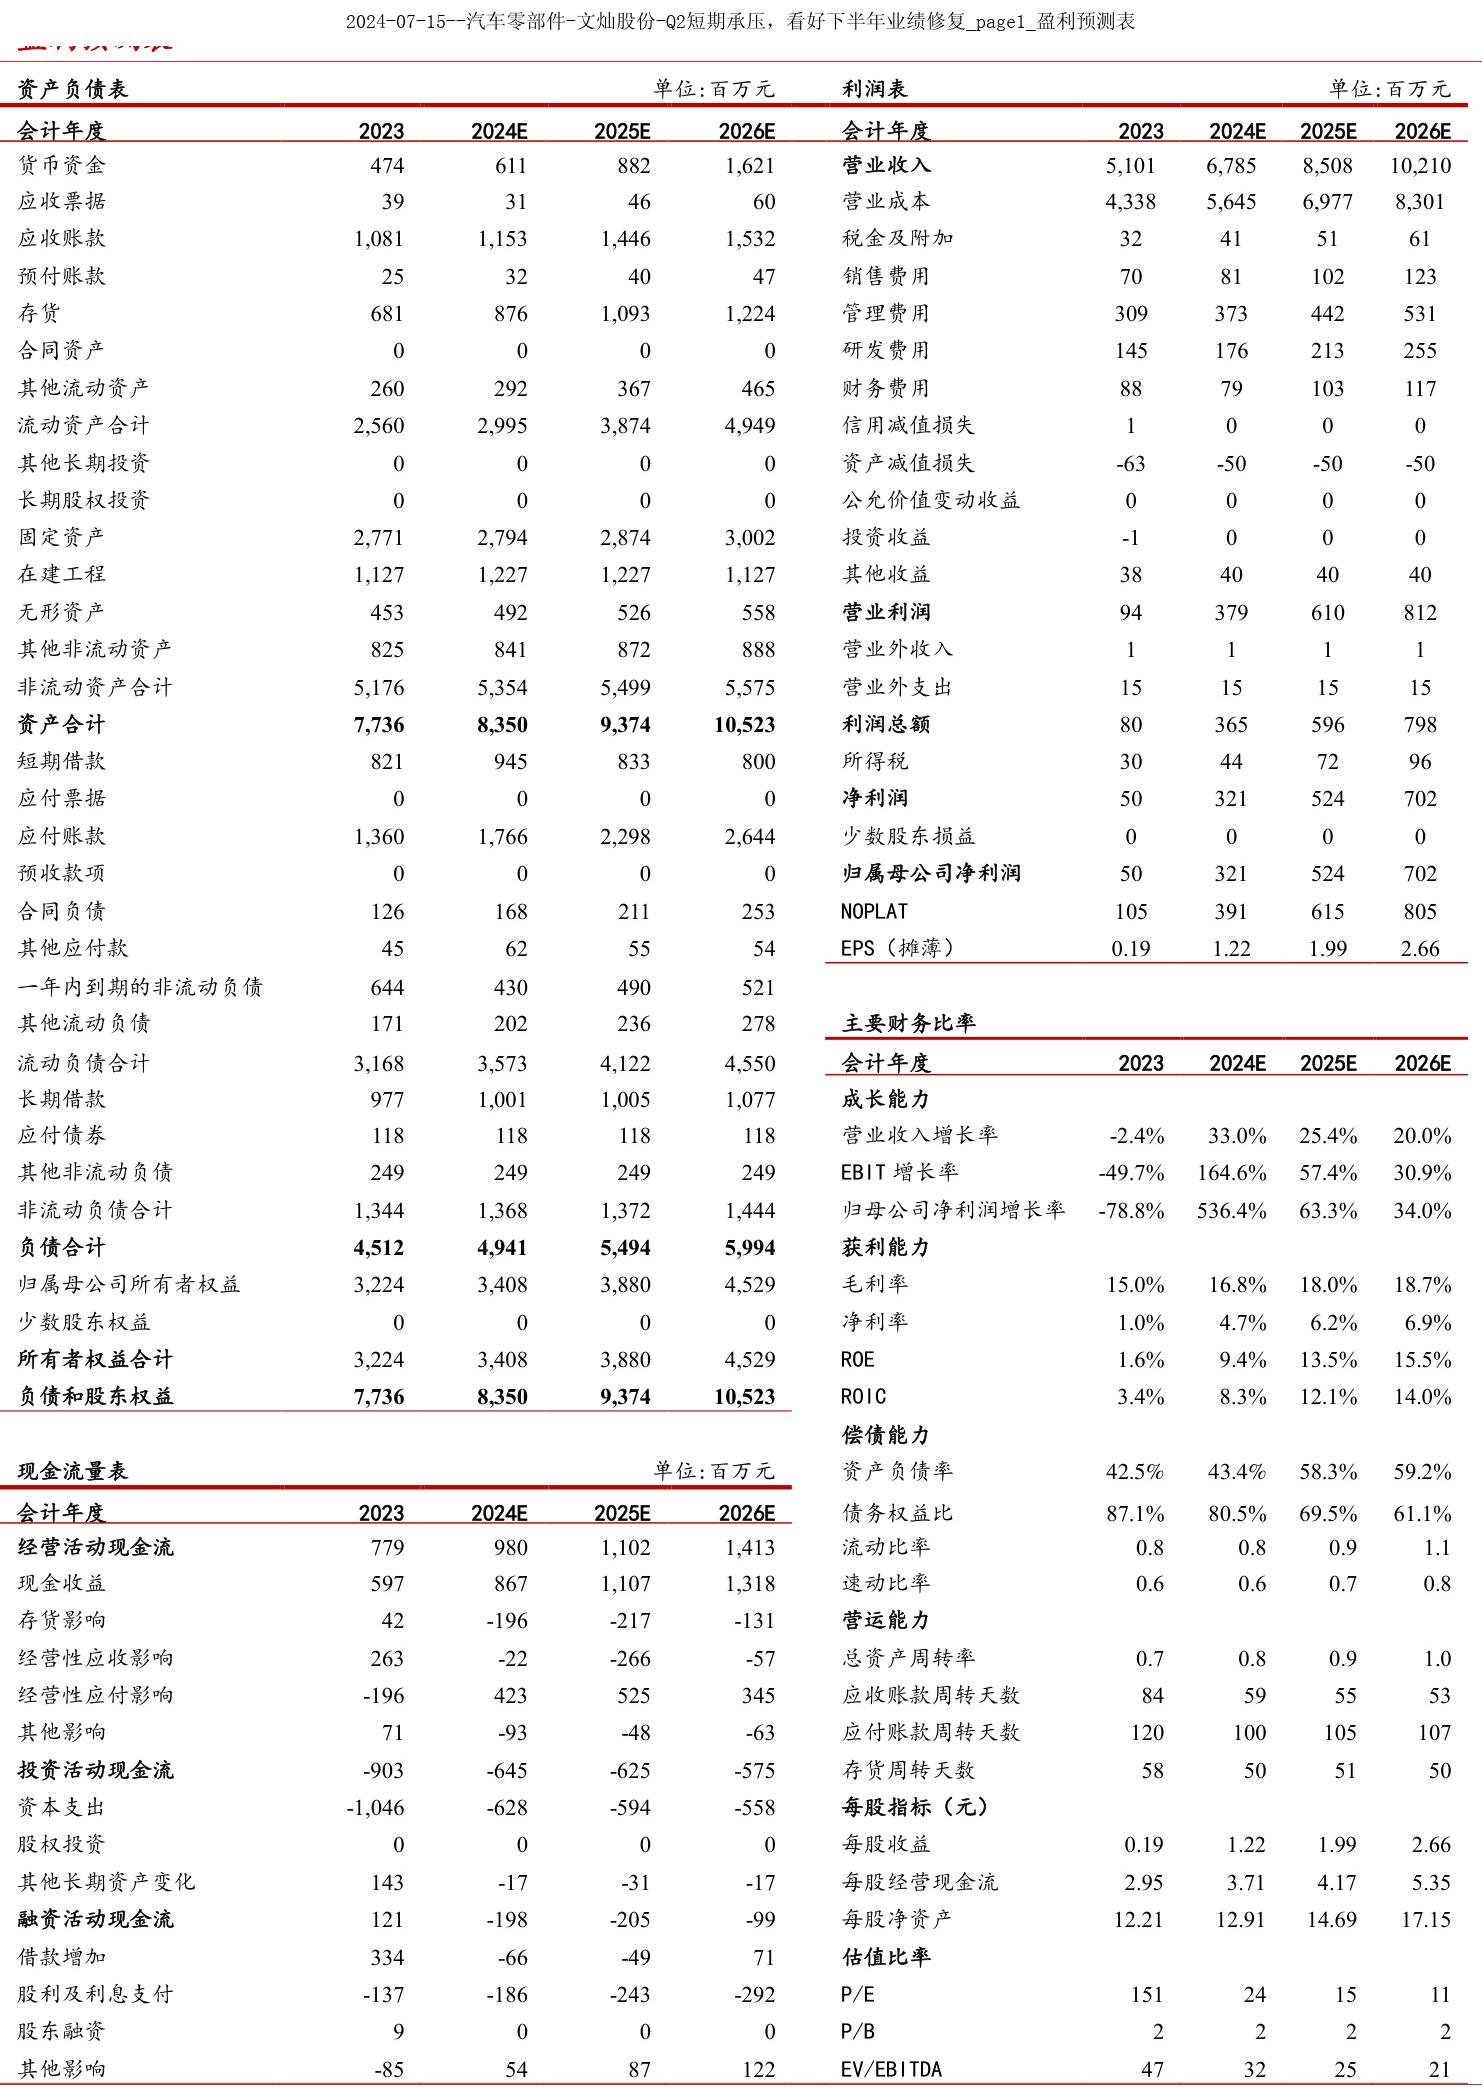 2024-07-15--汽车零部件-文灿股份-Q2短期承压，看好下半年业绩修复_page1_盈利预测表
资产负债表 单位:百万元
会计年度 2023 2024E 2025E 2026E
货币资金 474 611 882 1,621
应收票据 39 31 46 60
应收账款 1,081 1,153 1,446 1,532
预付账款 25 32 40 47
存货 681 876 1,093 1,224
合同资产 0 0 0 0
其他流动资产 260 292 367 465
流动资产合计 2,560 2,995 3,874 4,949
其他长期投资 0 0 0 0
长期股权投资 0 0 0 0
固定资产 2,771 2,794 2,874 3,002
在建工程 1,127 1,227 1,227 1,127
无形资产 453 492 526 558
其他非流动资产 825 841 872 888
非流动资产合计 5,176 5,354 5,499 5,575
资产合计 7,736 8,350 9,374 10,523
短期借款 821 945 833 800
应付票据 0 0 0 0
应付账款 1,360 1,766 2,298 2,644
预收款项 0 0 0 0
合同负债 126 168 211 253
其他应付款 45 62 55 54
一年内到期的非流动负债 644 430 490 521
其他流动负债 171 202 236 278
流动负债合计 3,168 3,573 4,122 4,550
长期借款 977 1,001 1,005 1,077
应付债券 118 118 118 118
其他非流动负债 249 249 249 249
非流动负债合计 1,344 1,368 1,372 1,444
负债合计 4,512 4,941 5,494 5,994
归属母公司所有者权益 3,224 3,408 3,880 4,529
少数股东权益 0 0 0 0
所有者权益合计 3,224 3,408 3,880 4,529
负债和股东权益 7,736 8,350 9,374 10,523
现金流量表 单位:百万元
会计年度 2023 2024E 2025E 2026E
经营活动现金流 779 980 1,102 1,413
现金收益 597 867 1,107 1,318
存货影响 42 -196 -217 -131
经营性应收影响 263 -22 -266 -57
经营性应付影响 -196 423 525 345
其他影响 71 -93 -48 -63
投资活动现金流 -903 -645 -625 -575
资本支出 -1,046 -628 -594 -558
股权投资 0 0 0 0
其他长期资产变化 143 -17 -31 -17
融资活动现金流 121 -198 -205 -99
借款增加 334 -66 -49 71
股利及利息支付 -137 -186 -243 -292
股东融资 9 0 0 0
其他影响 -85 54 87 122
利润表 单位:百万元
会计年度 2023 2024E 2025E 2026E
营业收入 5,101 6,785 8,508 10,210
营业成本 4,338 5,645 6,977 8,301
税金及附加 32 41 51 61
销售费用 70 81 102 123
管理费用 309 373 442 531
研发费用 145 176 213 255
财务费用 88 79 103 117
信用减值损失 1 0 0 0
资产减值损失 -63 -50 -50 -50
公允价值变动收益 0 0 0 0
投资收益 -1 0 0 0
其他收益 38 40 40 40
营业利润 94 379 610 812
营业外收入 1 1 1 1
营业外支出 15 15 15 15
利润总额 80 365 596 798
所得税 30 44 72 96
净利润 50 321 524 702
少数股东损益 0 0 0 0
归属母公司净利润 50 321 524 702
NOPLAT 105 391 615 805
EPS（摊薄） 0.19 1.22 1.99 2.66
主要财务比率
会计年度 2023 2024E 2025E 2026E
成长能力
营业收入增长率 -2.4% 33.0% 25.4% 20.0%
EBIT增长率 -49.7% 164.6% 57.4% 30.9%
归母公司净利润增长率 -78.8% 536.4% 63.3% 34.0%
获利能力
毛利率 15.0% 16.8% 18.0% 18.7%
净利率 1.0% 4.7% 6.2% 6.9%
ROE 1.6% 9.4% 13.5% 15.5%
ROIC 3.4% 8.3% 12.1% 14.0%
偿债能力
资产负债率 42.5% 43.4% 58.3% 59.2%
债务权益比 87.1% 80.5% 69.5% 61.1%
流动比率 0.8 0.8 0.9 1.1
速动比率 0.6 0.6 0.7 0.8
营运能力
总资产周转率 0.7 0.8 0.9 1.0
应收账款周转天数 84 59 55 53
应付账款周转天数 120 100 105 107
存货周转天数 58 50 51 50
每股指标（元）
每股收益 0.19 1.22 1.99 2.66
每股经营现金流 2.95 3.71 4.17 5.35
每股净资产 12.21 12.91 14.69 17.15
估值比率
P/E 151 24 15 11
P/B 2 2 2 2
EV/EBITDA 47 32 25 21